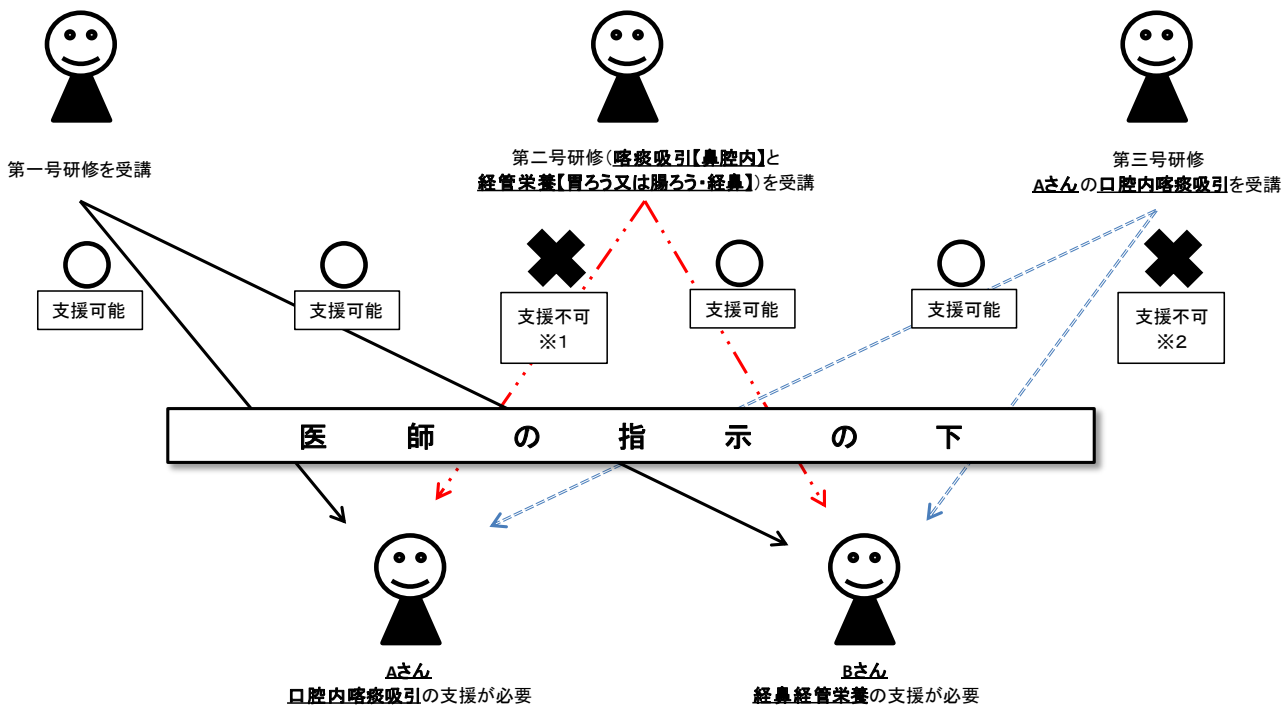 第一号研修を受講
第二号研修(喀痰吸引【鼻腔内】と
経管栄養【胃ろう又は腸ろう・経鼻】)を受講
第三号研修
Aさんの口腔内喀痰吸引を受講
支援可能
支援可能
支援不可
※1
支援可能
支援可能
支援不可
※2
医師の指示の下
Aさん
口腔内喀痰吸引の支援が必要
Bさん
経鼻経管栄養の支援が必要